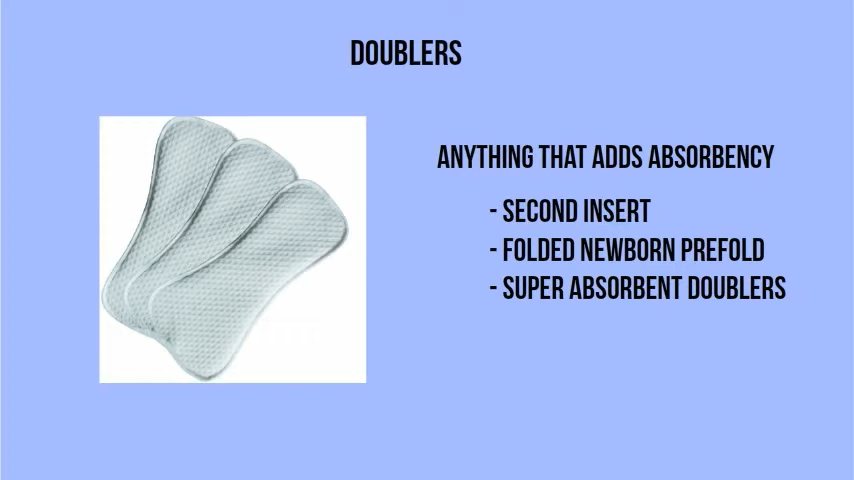 DOUBLERS
ANYTHING THAT ADDS ABSORBENCY
- SECOND INSERT
- FOLDED NEWBORN PREFOLD
- SUPER ABSORBENT DOUBLERS